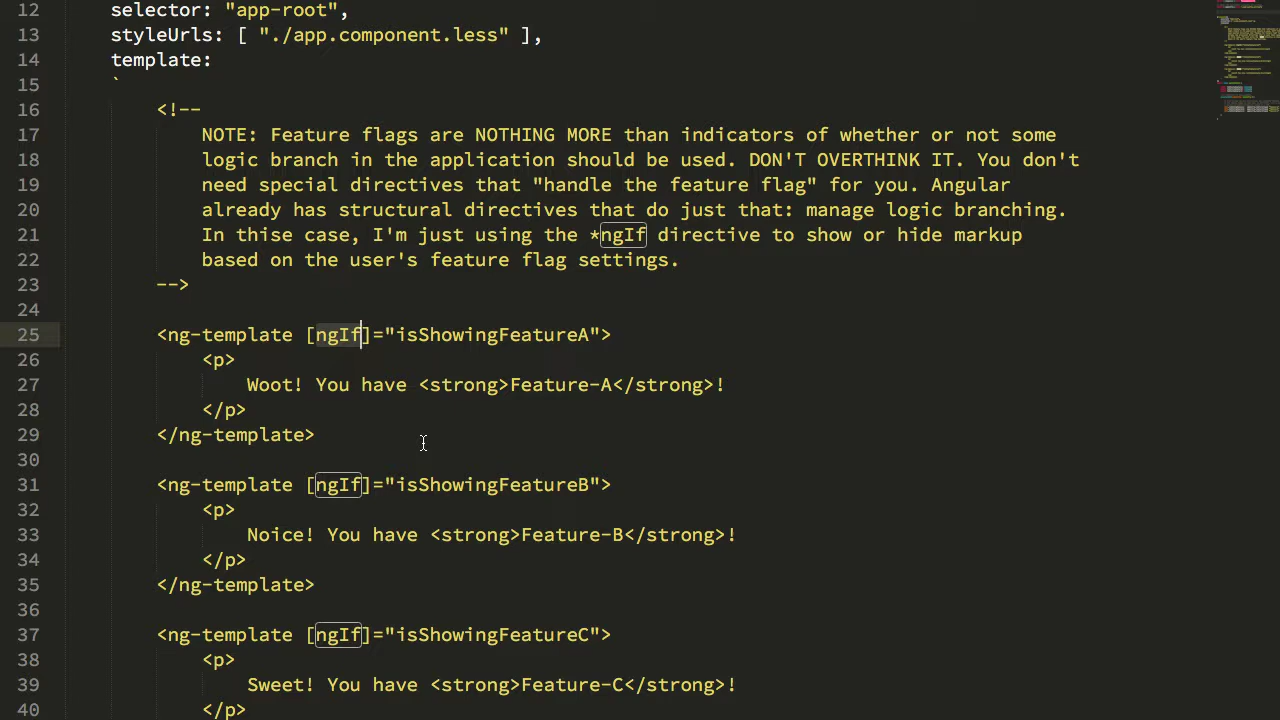 12 selector: "app-root",
13 styleUrls: [ "./app.component.less" ],
14 template:
15 `
16 <!--
17 NOTE: Feature flags are NOTHING MORE than indicators of whether or not some
18 logic branch in the application should be used. DON'T OVERTHINK IT. You don't
19 need special directives that "handle the feature flag" for you. Angular
20 already has structural directives that do just that: manage logic branching.
21 In thise case, I'm just using the *ngIf directive to show or hide markup
22 based on the user's feature flag settings.
23 -->
24
25 <ng-template [ngIf]="isShowingFeatureA">
26 <p>
27 Woot! You have <strong>Feature-A</strong>!
28 </p>
29 </ng-template>
30
31 <ng-template [ngIf]="isShowingFeatureB">
32 <p>
33 Noice! You have <strong>Feature-B</strong>!
34 </p>
35 </ng-template>
36
37 <ng-template [ngIf]="isShowingFeatureC">
38 <p>
39 Sweet! You have <strong>Feature-C</strong>!
40 </p>